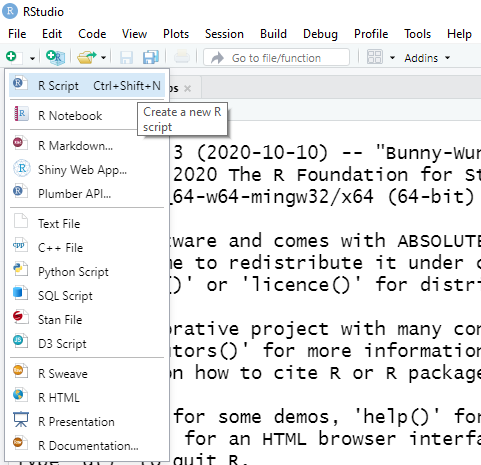 RStudio
File Edit Code View Plots Session Build Debug Profile Tools Help
Go to file/function Addins
R Script Ctrl+Shift+N
Create a new R
script
R Notebook
R Markdown...
Shiny Web App...
Plumber API...
Text File
C++ File
Python Script
SQL Script
Stan File
D3 Script
R Sweave
R HTML
R Presentation
R Documentation...
3 (2020-10-10) -- "Bunny-Wun
2020 The R Foundation for St
64-w64-mingw32/x64 (64-bit)
tware and comes with ABSOLUTE
me to redistribute it under c
()' or 'licence()' for distri
orative project with many con
utors()' for more information
on how to cite R or R package
for some demos, 'help()' for
for an HTML browser interfa
to quit R.